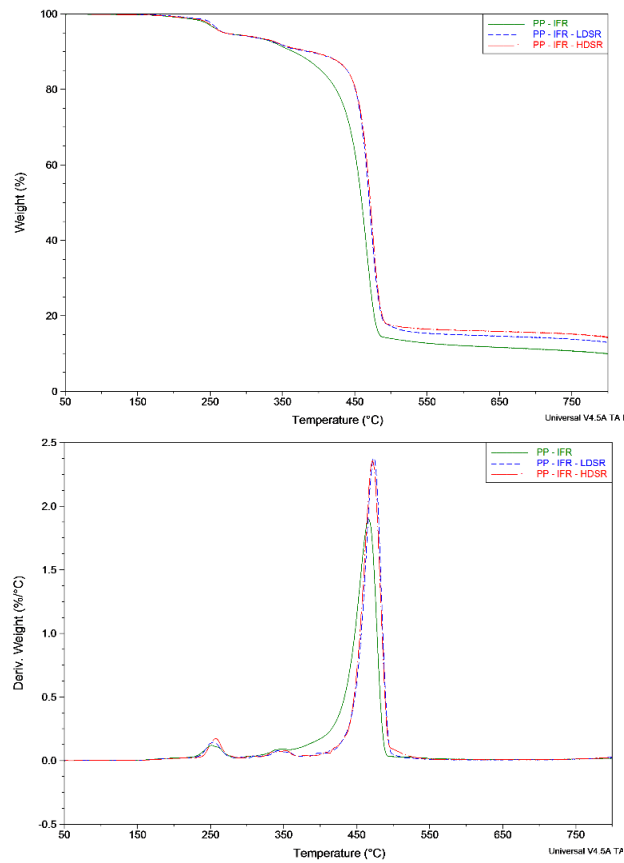 100
80
60
40
20
0
Weight (%)
PP - IFR
PP - IFR - LDSR
PP - IFR - HDSR
50 150 250 350 450 550 650 750
Temperature (°C)
Universal V4.5A TA I
2.5
2.0
1.5
1.0
0.5
0.0
-0.5
Deriv. Weight (%/°C)
PP - IFR
PP - IFR - LDSR
PP - IFR - HDSR
50 150 250 350 450 550 650 750
Temperature (°C)
Universal V4.5A TA